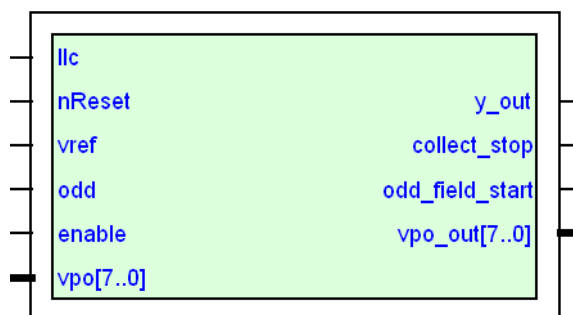 llc
nReset
y_out
vref
collect_stop
odd
odd_field_start
enable
vpo_out[7..0]
vpo[7..0]